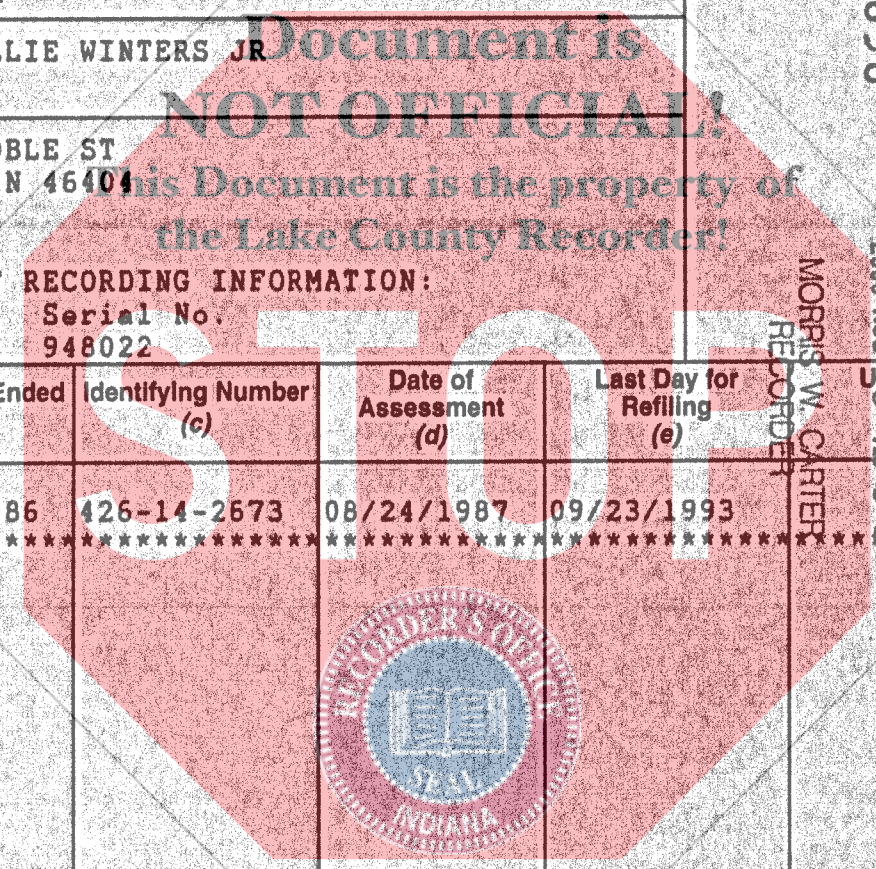 LLIE WINTERS JR
Document is
NOT OFFICIAL!
OBLE ST
N 46404
This Document is the property of
the Lake County Recorder!
RECORDING INFORMATION:
Serial No.
948022
MORRIS W. CARTER
RECORDER
Ended
Identifying Number
(c)
Date of
Assessment
(d)
Last Day for
Refiling
(e)
STOP
86 426-14-2673 08/24/1987 09/23/1993
RECORDER'S OFFICE
SEAL
INDIANA